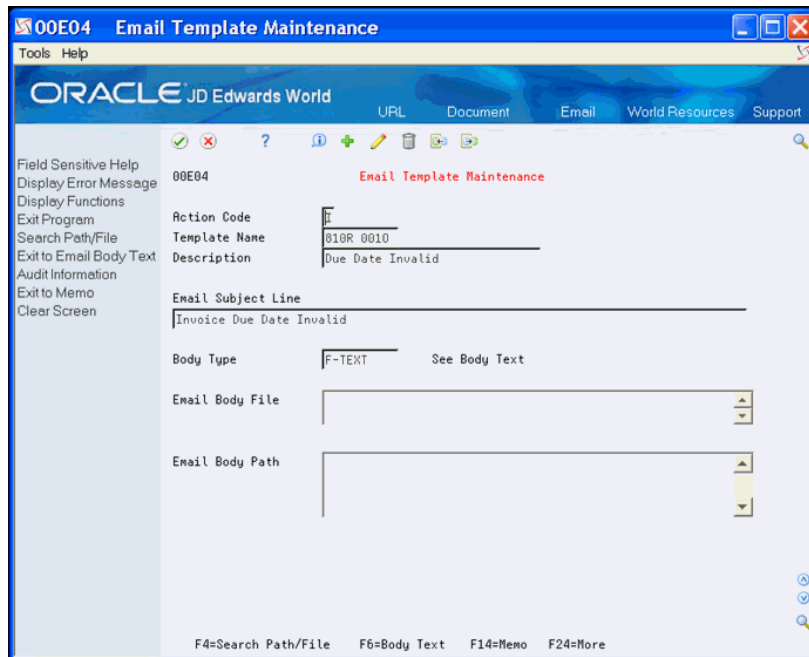 00E04 Email Template Maintenance
Tools Help
ORACLE JD Edwards World
URL Document Email World Resources Support
Field Sensitive Help
Display Error Message
Display Functions
Exit Program
Search Path/File
Exit to Email Body Text
Audit Information
Exit to Memo
Clear Screen
00E04 Email Template Maintenance
Action Code I
Template Name 810R 0010
Description Due Date Invalid
Email Subject Line
Invoice Due Date Invalid
Body Type F-TEXT See Body Text
Email Body File
Email Body Path
F4=Search Path/File F6=Body Text F14=Memo F24=More